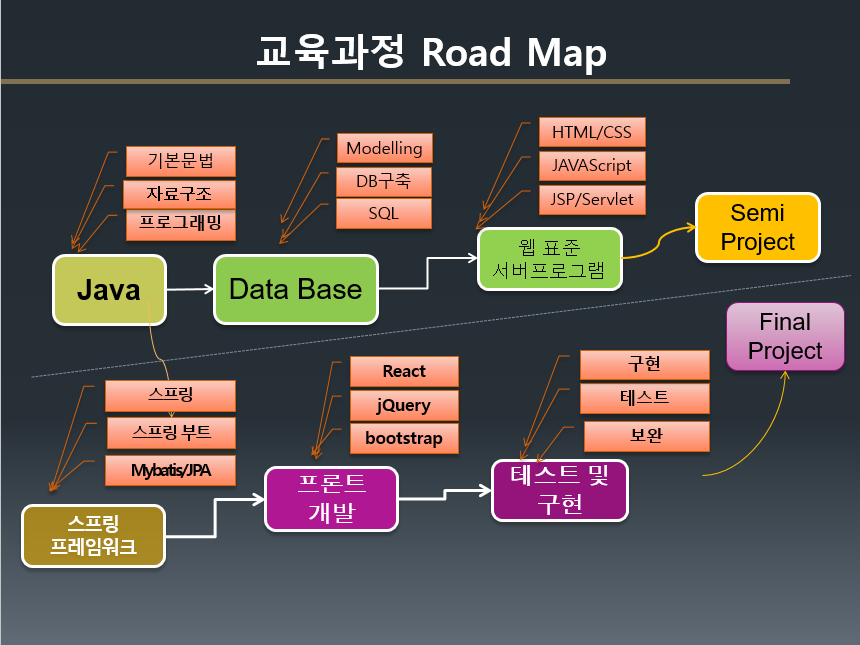 교육과정 Road Map
기본문법
자료구조
프로그래밍
Java
Modelling
DB구축
SQL
Data Base
HTML/CSS
JAVAScript
JSP/Servlet
웹 표준
서버프로그램
Semi
Project
스프링
스프링 부트
Mybatis/JPA
스프링
프레임워크
React
jQuery
bootstrap
프론트
개발
구현
테스트
보완
테스트 및
구현
Final
Project